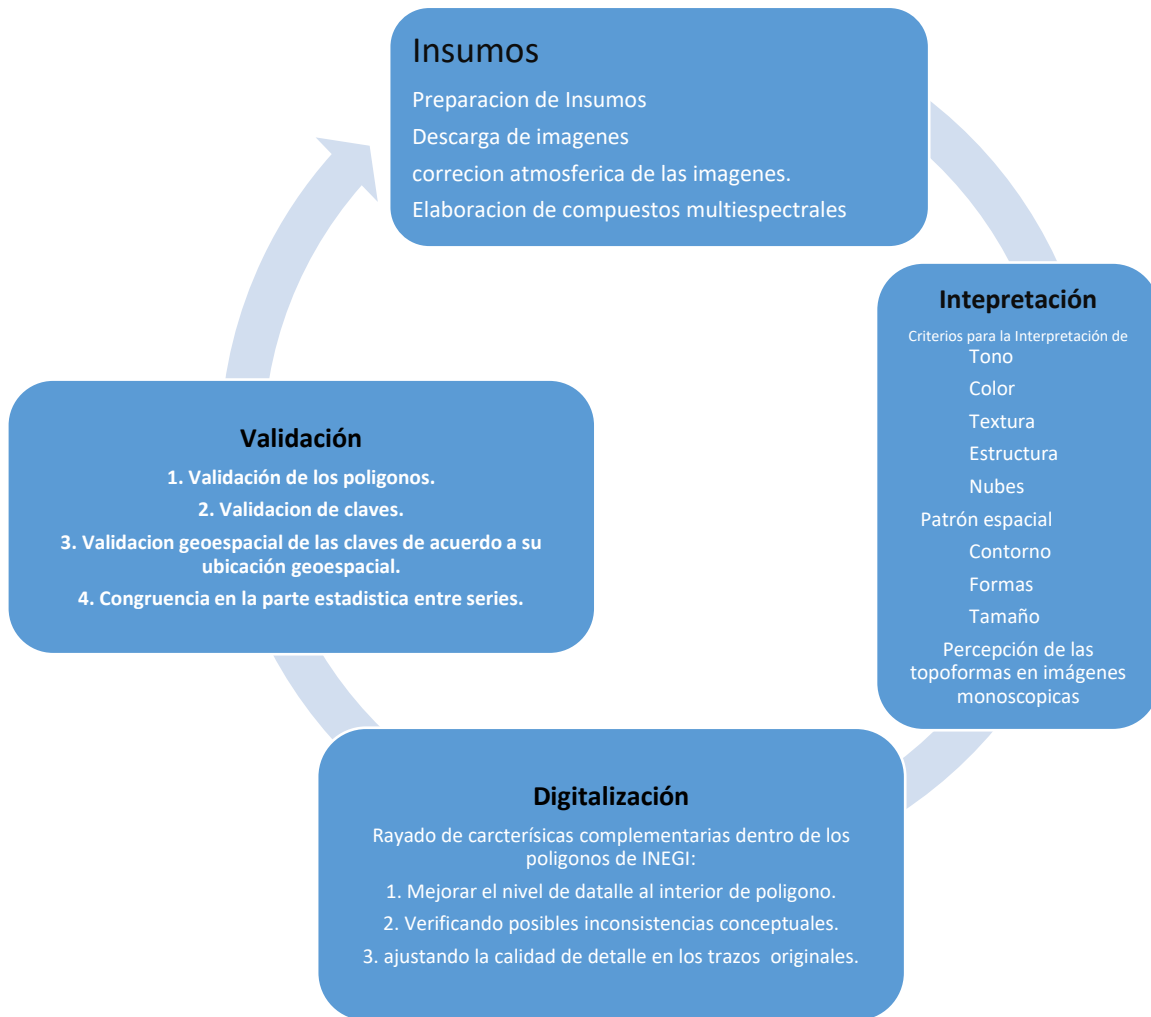 Insumos
Preparacion de Insumos
Descarga de imagenes
correcion atmosferica de las imagenes.
Elaboracion de compuestos multiespectrales
Intepretación
Criterios para la Interpretación de
Tono
Color
Textura
Estructura
Nubes
Patrón espacial
Contorno
Formas
Tamaño
Percepción de las
topoformas en imágenes
monoscopicas
Digitalización
Rayado de carcterísicas complementarias dentro de los
poligonos de INEGI:
1. Mejorar el nivel de datalle al interior de poligono.
2. Verificando posibles inconsistencias conceptuales.
3. ajustando la calidad de detalle en los trazos originales.
Validación
1. Validación de los poligonos.
2. Validacion de claves.
3. Validacion geoespacial de las claves de acuerdo a su
ubicación geoespacial.
4. Congruencia en la parte estadistica entre series.